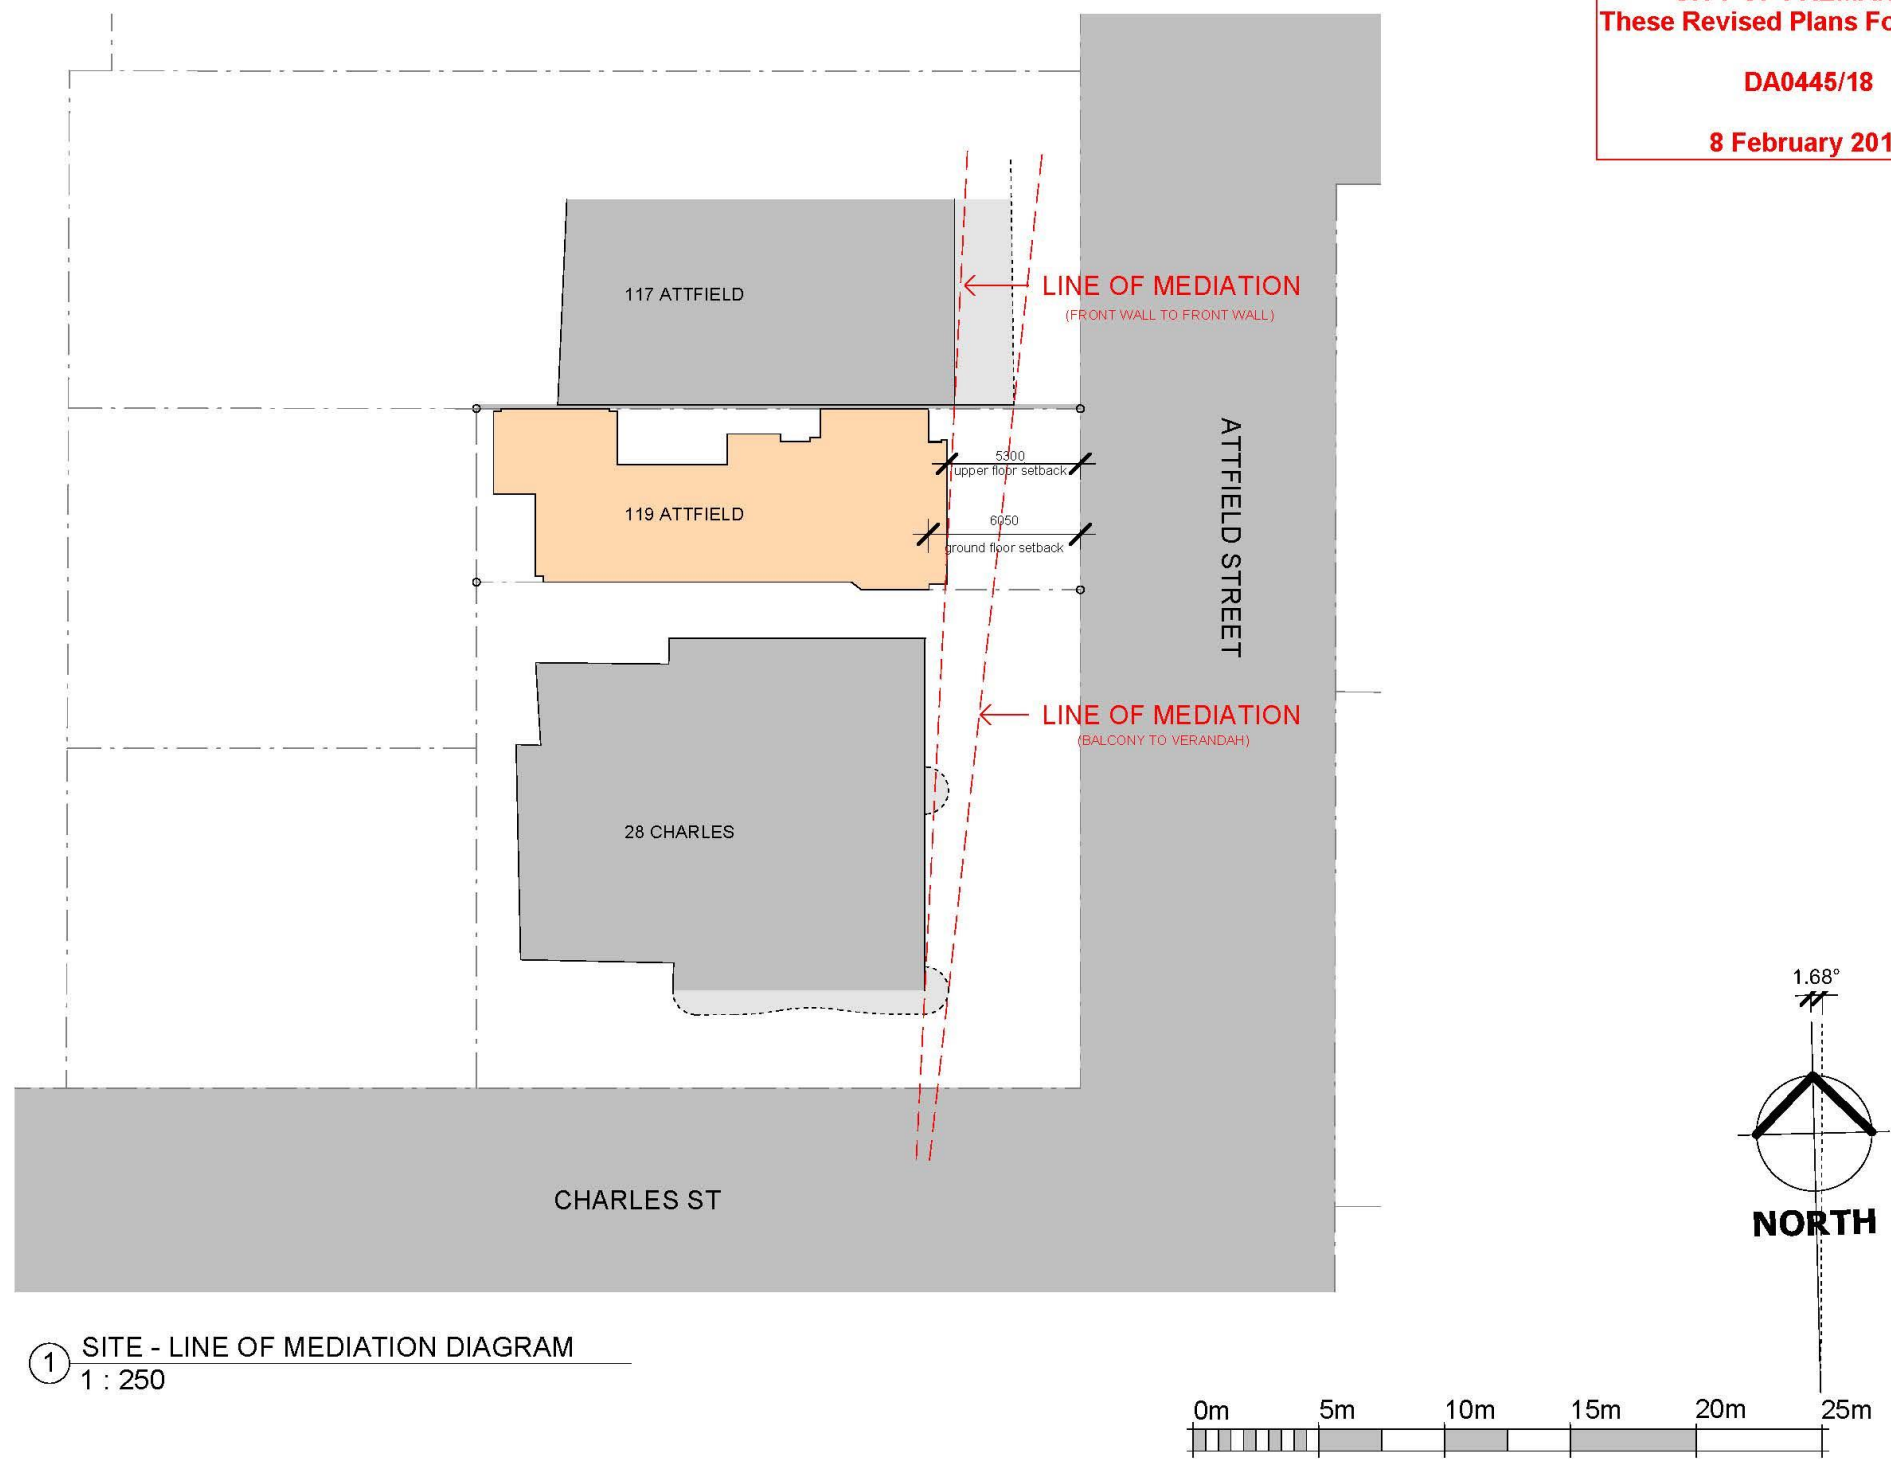 These Revised Plans
DA0445/18
8 February
117 ATTFIELD
LINE OF MEDIATION
(FRONT WALL TO FRONT WALL)
5300
upper floor setback
119 ATTFIELD
6050
ground floor setback
ATTFIELD STREET
LINE OF MEDIATION
(BALCONY TO VERANDAH)
28 CHARLES
1.68°
CHARLES ST
NORTH
1 SITE - LINE OF MEDIATION DIAGRAM
1 : 250
0m 5m 10m 15m 20m 25m